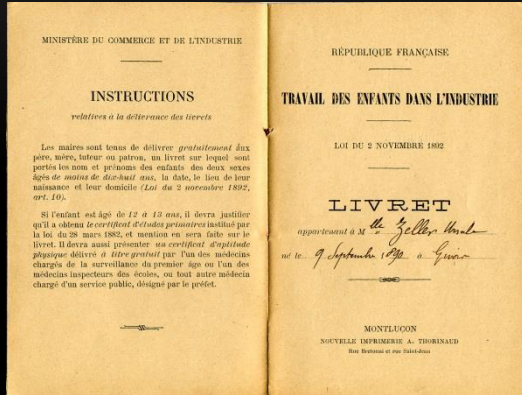 MINISTÈRE DU COMMERCE ET DE L'INDUSTRIE
INSTRUCTIONS
relatives à la délivrance des livrets
Les maires sont tenus de délivrer gratuitement aux
père, mère, tuteur ou patron, un livret sur lequel sont
portés les nom et prénoms des enfants des deux sexes
âgés de moins de dix-huit ans, la date, le lieu de leur
naissance et leur domicile (Loi du 2 novembre 1892,
art. 10).
Si l'enfant est âgé de 12 à 13 ans, il devra justifier
qu'il a obtenu le certificat d'études primaires institué par
la loi du 28 mars 1882, et mention en sera faite sur le
livret. Il devra aussi présenter un certificat d'aptitude
physique délivré à titre gratuit par l'un des médecins
chargés de la surveillance du premier âge ou l'un des
médecins inspecteurs des écoles, ou tout autre médecin
chargé d'un service public, désigné par le préfet.
RÉPUBLIQUE FRANÇAISE
TRAVAIL DES ENFANTS DANS L'INDUSTRIE
LOI DU 2 NOVEMBRE 1892
LIVRET
appartenant à Mlle Zeller
né le 9 Septembre 1890 à
MONTLUÇON
NOUVELLE IMPRIMERIE A. THORINAUD
Rue Bretonni et rue Saint-Jean